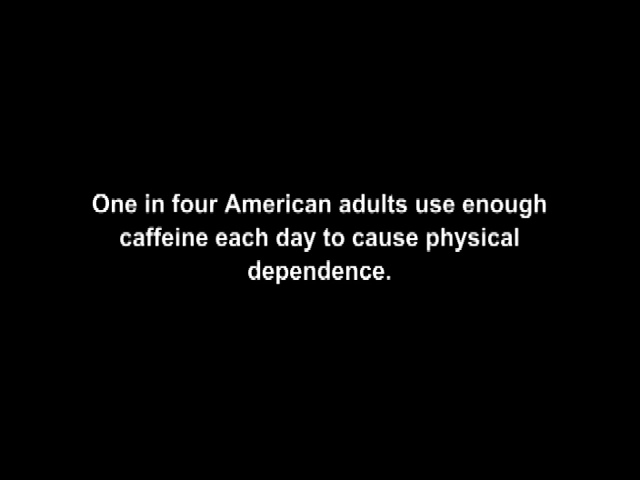 One in four American adults use enough
caffeine each day to cause physical
dependence.